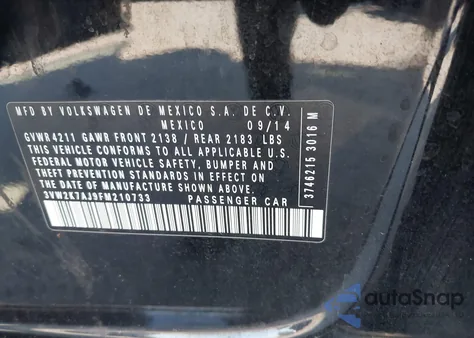 MFD BY VOLKSWAGEN DE MEXICO S.A. DE C.V.
MEXICO 09/14
GVWR 4211 GAWR FRONT 2138 / REAR 2183 LBS
THIS VEHICLE CONFORMS TO ALL APPLICABLE U.S.
FEDERAL MOTOR VEHICLE SAFETY, BUMPER AND
THEFT PREVENTION STANDARDS IN EFFECT
ON THE DATE OF MANUFACTURE SHOWN ABOVE.
3VW2K7AJ9FM210733 PASSENGER CAR
3746215 3016 M
autoSnap